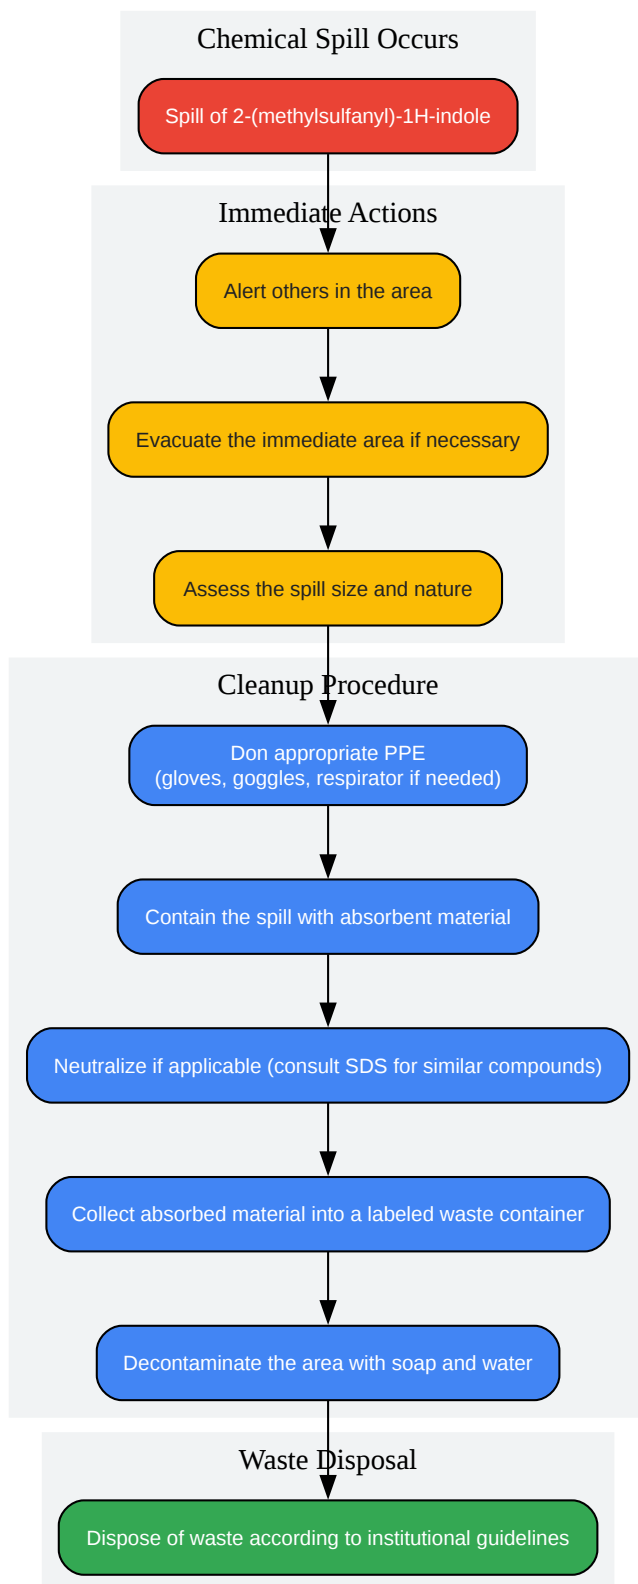 Chemical Spill Occurs
Spill of 2-(methylsulfanyl)-1H-indole
Immediate Actions
Alert others in the area
Evacuate the immediate area if necessary
Assess the spill size and nature
Cleanup Procedure
Don appropriate PPE
(gloves, goggles, respirator if needed)
Contain the spill with absorbent material
Neutralize if applicable (consult SDS for similar compounds)
Collect absorbed material into a labeled waste container
Decontaminate the area with soap and water
Waste Disposal
Dispose of waste according to institutional guidelines